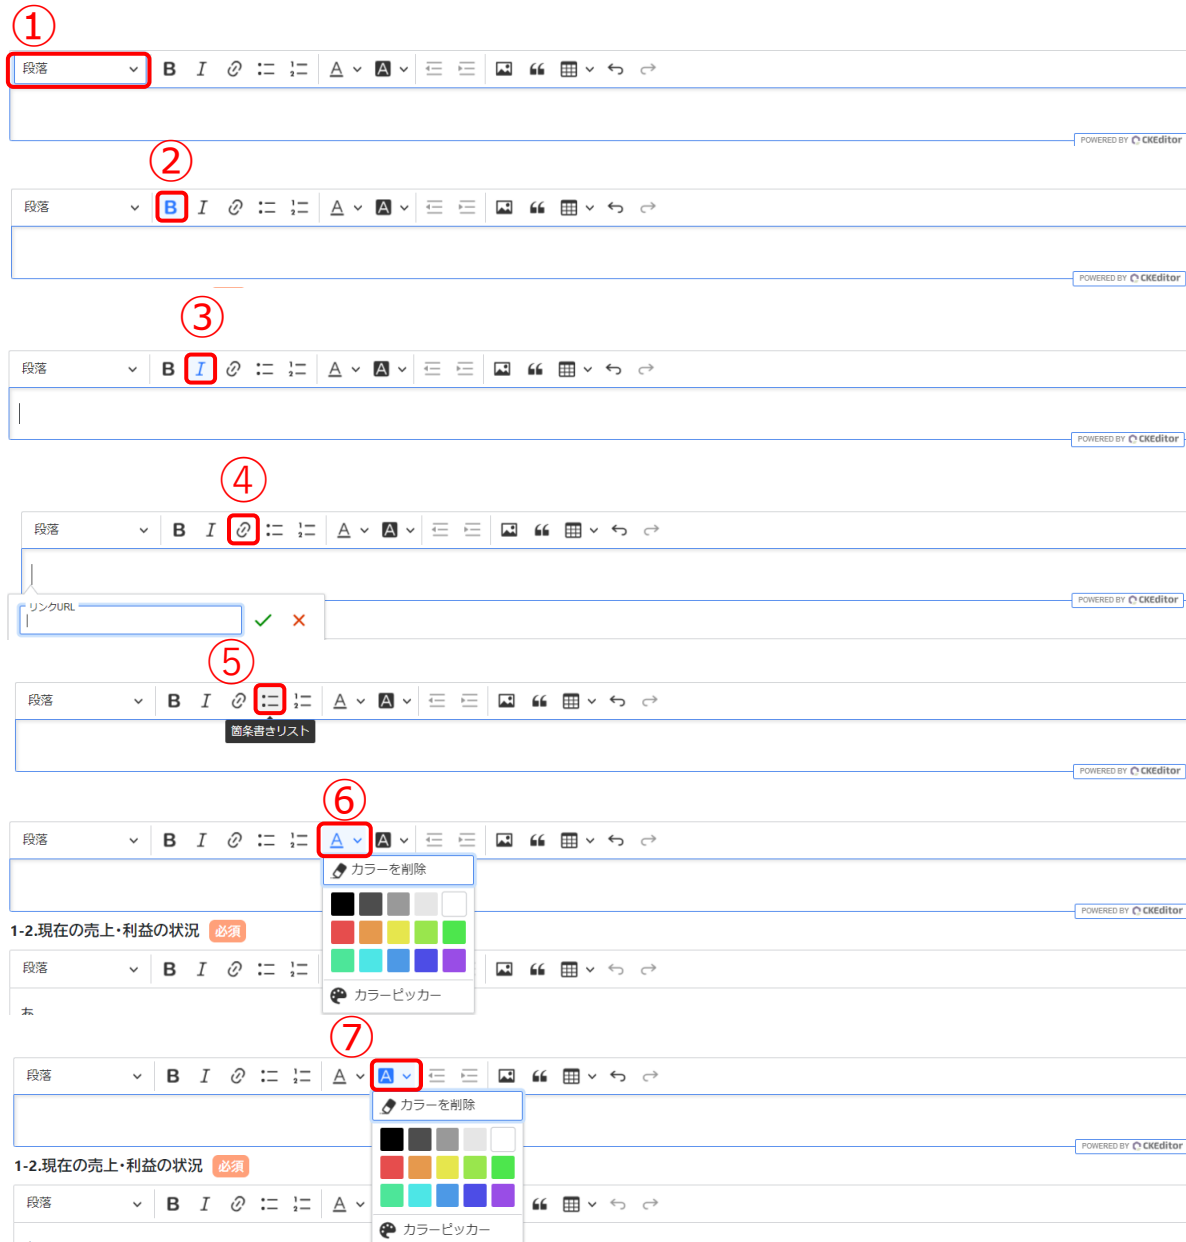 ①
段落 B I A A
POWERED BY CKEditor
②
段落 B I A A
POWERED BY CKEditor
③
段落 B I A A
POWERED BY CKEditor
④
段落 B I A A
POWERED BY CKEditor
リンクURL
⑤
段落 B I A A
箇条書きリスト
POWERED BY CKEditor
⑥
段落 B I A A
カラーを削除
POWERED BY CKEditor
1-2.現在の売上・利益の状況 必須
段落 B I
カラーピッカー
⑦
段落 B I A A
カラーを削除
POWERED BY CKEditor
1-2.現在の売上・利益の状況 必須
段落 B I A
カラーピッカー